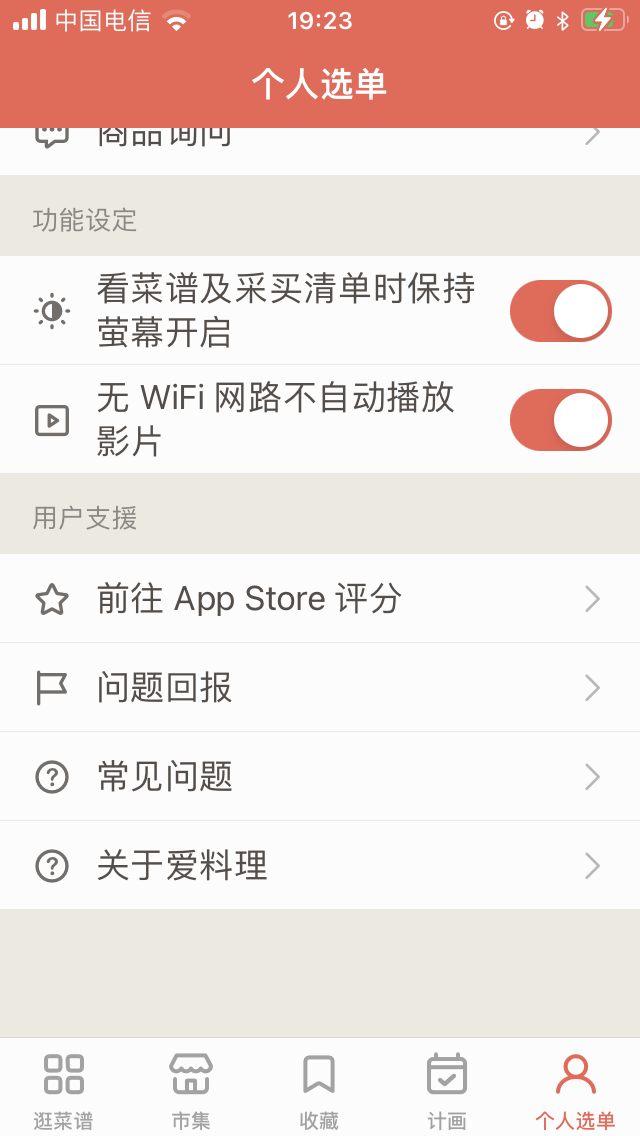 中国电信
19:23
个人选单
商品询问
功能设定
看菜谱及采买清单时保持
萤幕开启
无 WiFi 网路不自动播放
影片
用户支援
前往 App Store 评分
问题回报
常见问题
关于爱料理
逛菜谱
市集
收藏
计画
个人选单